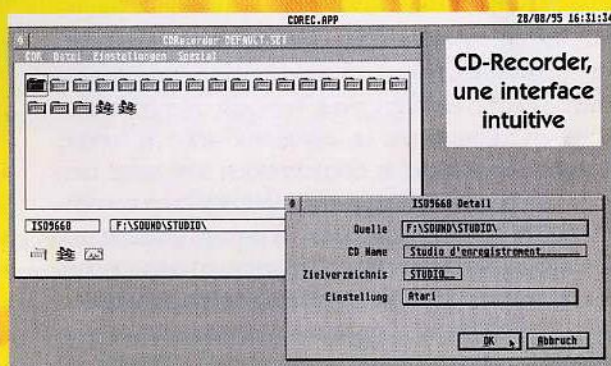 CDREC.APP 28/08/95 16:31:34
CDRecorder DEFAULT.SET
CDR Datei Einstellungen Spezial
CD-Recorder,
une interface
intuitive
ISO9660 F:\SOUND\STUDIO\
ISO9660 Detail
Quelle F:\SOUND\STUDIO\
CD Name Studio d'enregistrement
Zielverzeichnis STUDIO
Einstellung Atari
OK Abbruch